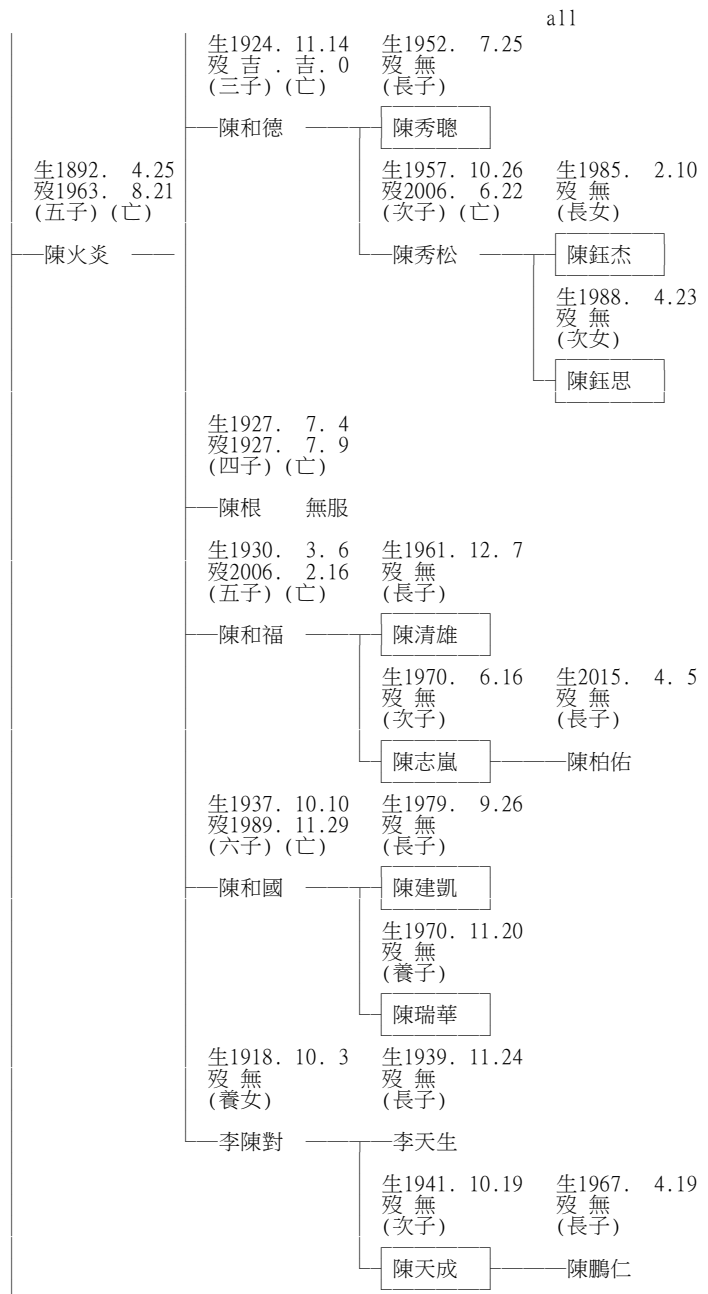 all
生1924. 11.14 生1952. 7.25
歿 吉 . 吉. 0 歿 無
(三子) (亡) (長子)
陳和德 陳秀聰
生1892. 4.25 生1957. 10.26 生1985. 2.10
歿1963. 8.21 歿2006. 6.22 歿 無
(五子) (亡) (次子) (亡) (長女)
陳火炎 陳秀松 陳鈺杰
生1988. 4.23
歿 無
(次女)
陳鈺思
生1927. 7. 4
歿1927. 7. 9
(四子) (亡)
陳根 無服
生1930. 3. 6 生1961. 12. 7
歿2006. 2.16 歿 無
(五子) (亡) (長子)
陳和福 陳清雄
生1970. 6.16 生2015. 4. 5
歿 無 歿 無
(次子) (長子)
陳志嵐 陳柏佑
生1937. 10.10 生1979. 9.26
歿1989. 11.29 歿 無
(六子) (亡) (長子)
陳和國 陳建凱
生1970. 11.20
歿 無
(養子)
陳瑞華
生1918. 10. 3 生1939. 11.24
歿 無 歿 無
(養女) (長子)
李陳對 李天生
生1941. 10.19 生1967. 4.19
歿 無 歿 無
(次子) (長子)
陳天成 陳鵬仁